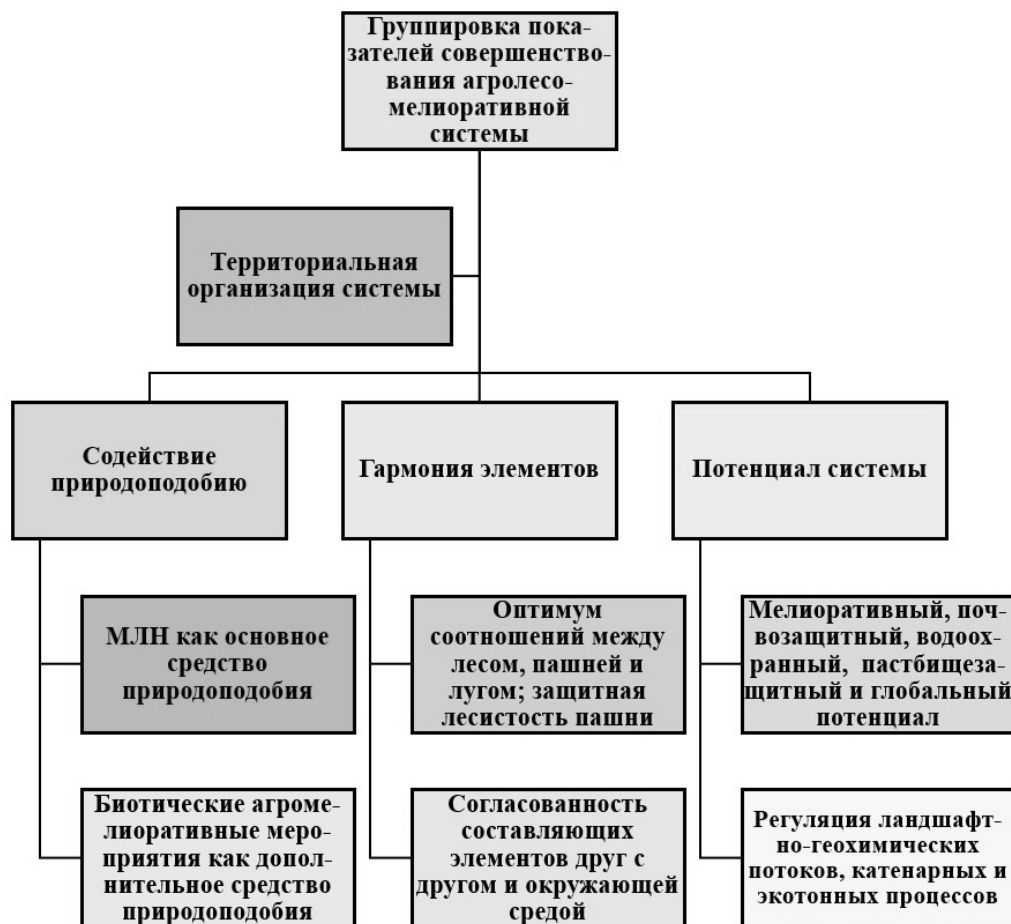 Группировка пока-
зателей совершенство-
вания агролесо-
мелиоративной
системы
Территориальная
организация системы
Содействие
природоподобию
Гармония элементов
Потенциал системы
МЛН как основное
средство
природоподобия
Оптимум
соотношений между
лесом, пашней и
лугом; защитная
лесистость пашни
Мелиоративный, поч-
возащитный, водоох-
ранный, пастбищеза-
щитный и глобальный
потенциал
Биотические агроме-
лиоративные меро-
приятия как допол-
нительное средство
природоподобия
Согласованность
составляющих
элементов друг с
другом и окружающей
средой
Регуляция ландшафт-
но-геохимических
потоков, катенарных и
экотонных процессов